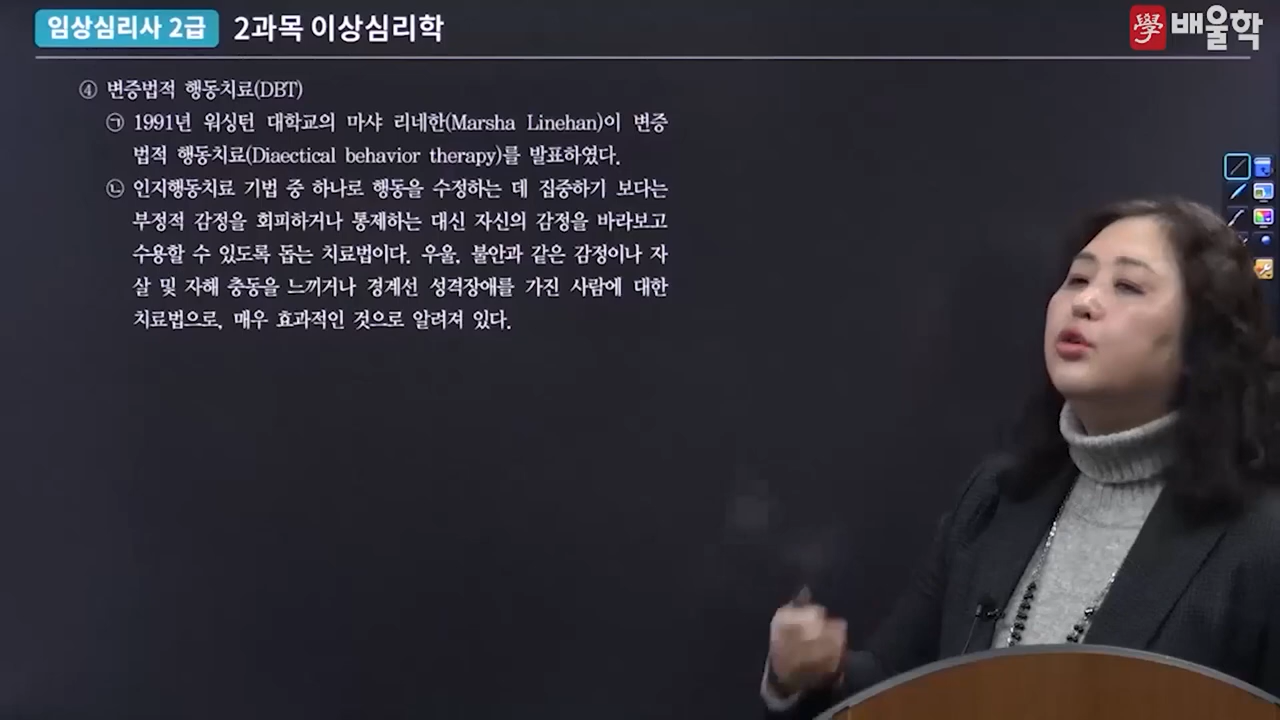 임상심리사 2급 2과목 이상심리학
學 배울학
④ 변증법적 행동치료(DBT)
㉠ 1991년 워싱턴 대학교의 마샤 리네한(Marsha Linehan)이 변증
법적 행동치료(Diaectical behavior therapy)를 발표하였다.
㉡ 인지행동치료 기법 중 하나로 행동을 수정하는 데 집중하기 보다는
부정적 감정을 회피하거나 통제하는 대신 자신의 감정을 바라보고
수용할 수 있도록 돕는 치료법이다. 우울, 불안과 같은 감정이나 자
살 및 자해 충동을 느끼거나 경계선 성격장애를 가진 사람에 대한
치료법으로, 매우 효과적인 것으로 알려져 있다.